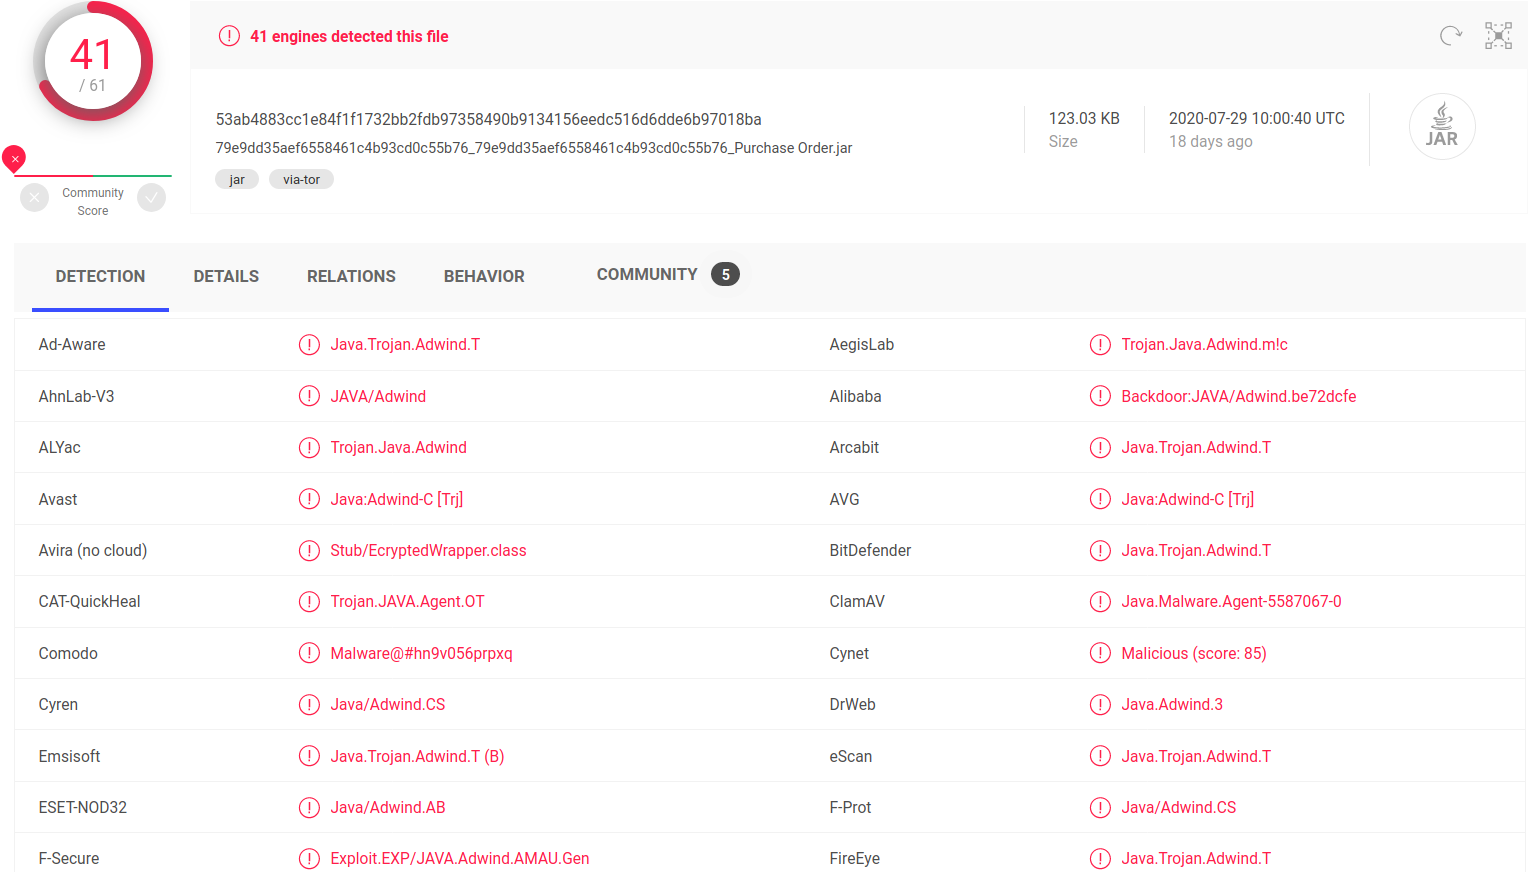 41
/ 61
41 engines detected this file
53ab4883cc1e84f1f1732bb2fdb97358490b9134156eedc516d6dde6b97018ba
79e9dd35aef6558461c4b93cd0c55b76_79e9dd35aef6558461c4b93cd0c55b76_Purchase Order.jar
jar via-tor
123.03 KB
Size
2020-07-29 10:00:40 UTC
18 days ago
JAR
Community
Score
DETECTION DETAILS RELATIONS BEHAVIOR COMMUNITY 5
Ad-Aware Java.Trojan.Adwind.T AegisLab Trojan.Java.Adwind.m!c
AhnLab-V3 JAVA/Adwind Alibaba Backdoor:JAVA/Adwind.be72dcfe
ALYac Trojan.Java.Adwind Arcabit Java.Trojan.Adwind.T
Avast Java:Adwind-C [Trj] AVG Java:Adwind-C [Trj]
Avira (no cloud) Stub/EcryptedWrapper.class BitDefender Java.Trojan.Adwind.T
CAT-QuickHeal Trojan.JAVA.Agent.OT ClamAV Java.Malware.Agent-5587067-0
Comodo Malware@#hn9v056prpxq Cynet Malicious (score: 85)
Cyren Java/Adwind.CS DrWeb Java.Adwind.3
Emsisoft Java.Trojan.Adwind.T (B) eScan Java.Trojan.Adwind.T
ESET-NOD32 Java/Adwind.AB F-Prot Java/Adwind.CS
F-Secure Exploit.EXP/JAVA.Adwind.AMAU.Gen FireEye Java.Trojan.Adwind.T